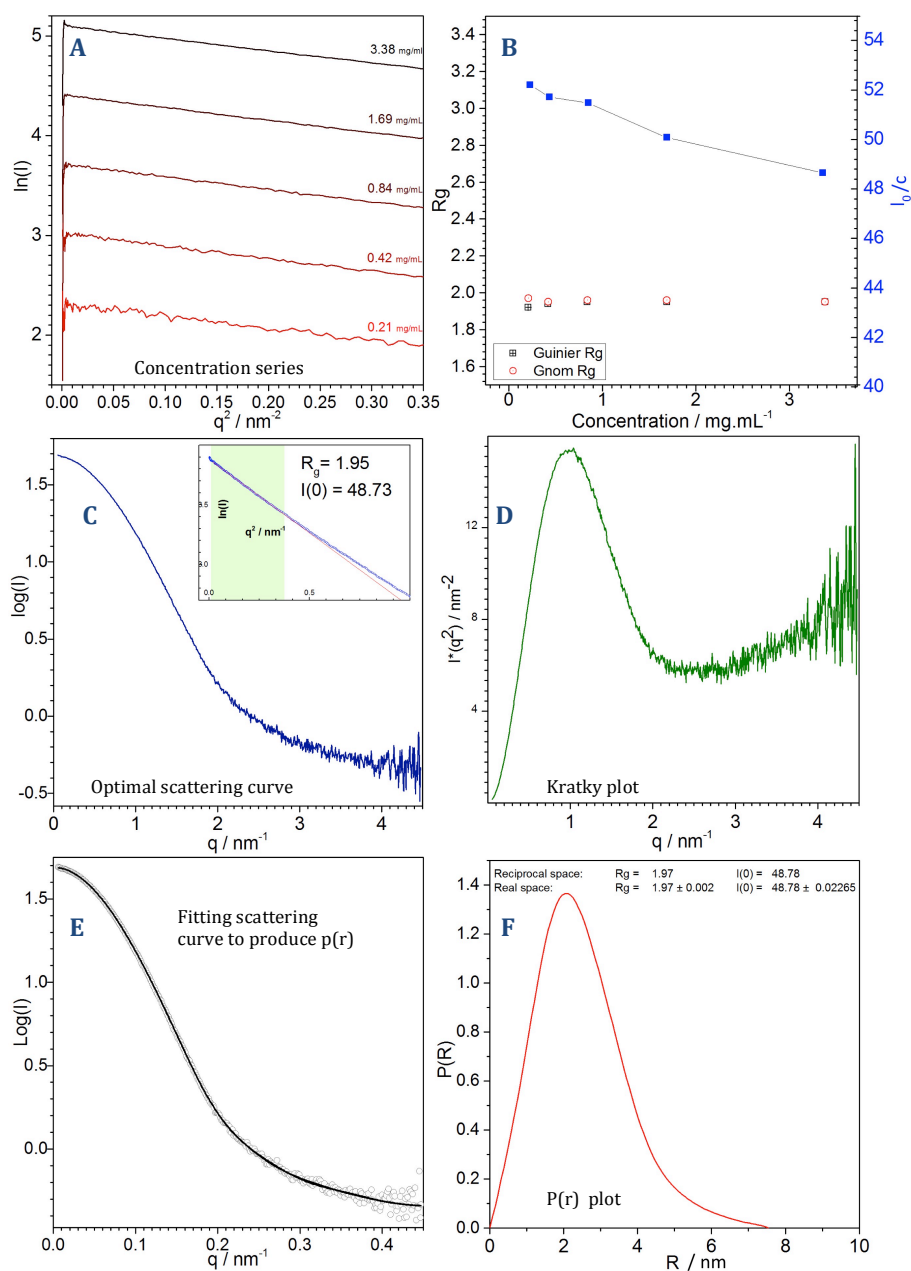 A
5
4
3
2
ln(I)
3.38 mg/ml
1.69 mg/mL
0.84 mg/mL
0.42 mg/mL
0.21 mg/mL
Concentration series
0.00 0.05 0.10 0.15 0.20 0.25 0.30 0.35
q² / nm⁻²
B
3.4
3.2
3.0
2.8
2.6
2.4
2.2
2.0
1.8
1.6
Rg
54
52
50
48
46
44
42
40
I₀/c
Guinier Rg
Gnom Rg
0 1 2 3
Concentration / mg.mL⁻¹
C
1.5
1.0
0.5
0.0
-0.5
log(I)
R_g = 1.95
I(0) = 48.73
ln(I)
q² / nm⁻¹
0.0 0.5
Optimal scattering curve
0 1 2 3 4
q / nm⁻¹
D
12
8
4
I*(q²) / nm⁻²
Kratky plot
1 2 3 4
q / nm⁻¹
E
Fitting scattering
curve to produce p(r)
1.5
1.0
0.5
0.0
Log(I)
0.0 0.1 0.2 0.3 0.4
q / nm⁻¹
Reciprocal space: Rg = 1.97 I(0) = 48.78
Real space: Rg = 1.97 ± 0.002 I(0) = 48.78 ± 0.02265
F
1.4
1.2
1.0
0.8
0.6
0.4
0.2
0.0
P(R)
P(r) plot
0 2 4 6 8 10
R / nm